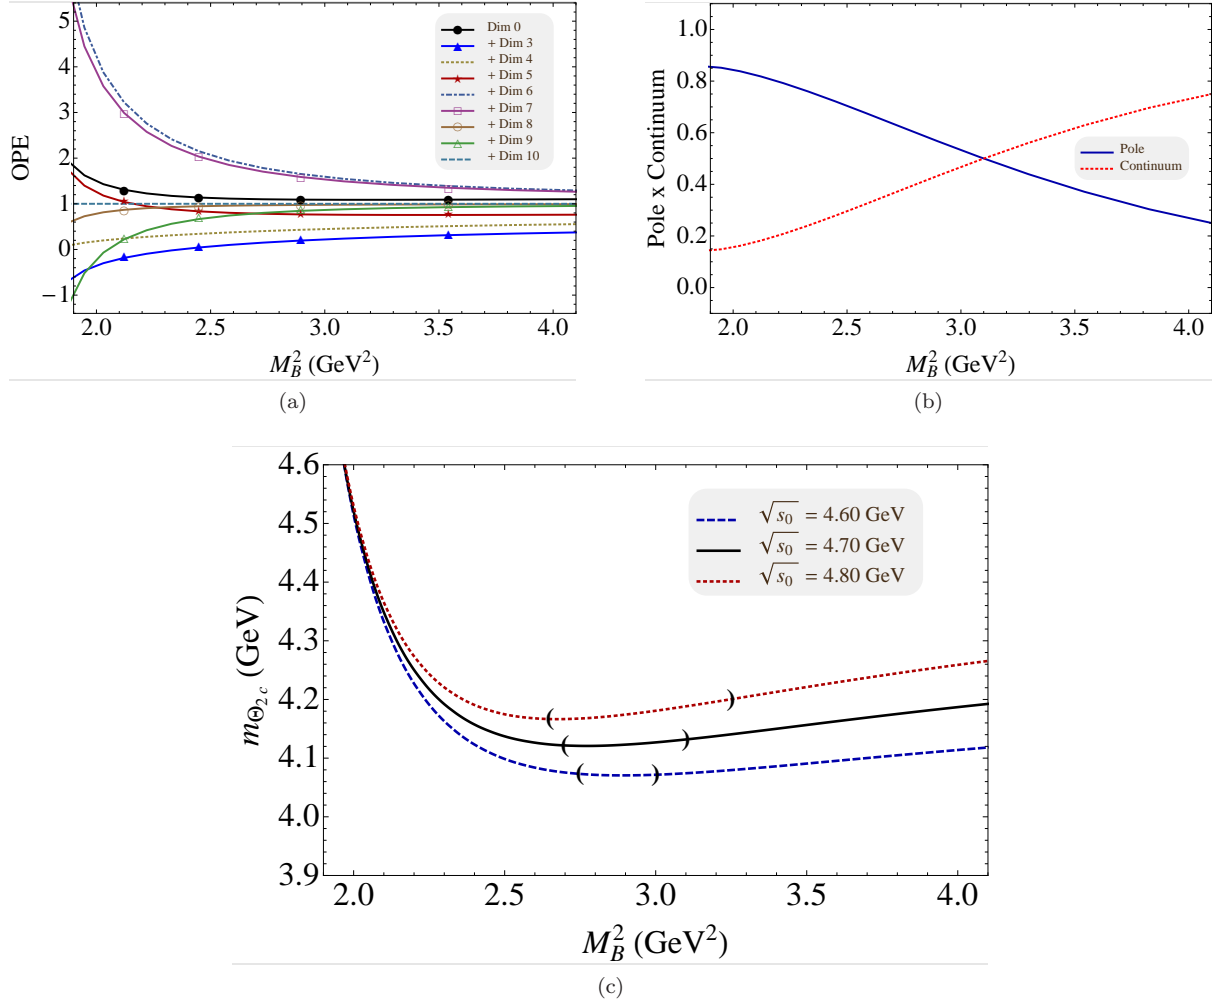 5
4
3
2
1
0
−1
OPE
Dim 0
+ Dim 3
+ Dim 4
+ Dim 5
+ Dim 6
+ Dim 7
+ Dim 8
+ Dim 9
+ Dim 10
2.0 2.5 3.0 3.5 4.0
M_B^2 (GeV^2)
(a)
1.0
0.8
0.6
0.4
0.2
0.0
Pole x Continuum
Pole
Continuum
2.0 2.5 3.0 3.5 4.0
M_B^2 (GeV^2)
(b)
4.6
4.5
4.4
4.3
4.2
4.1
4.0
3.9
m_{Θ_{2c}} (GeV)
√s_0 = 4.60 GeV
√s_0 = 4.70 GeV
√s_0 = 4.80 GeV
2.0 2.5 3.0 3.5 4.0
M_B^2 (GeV^2)
(c)